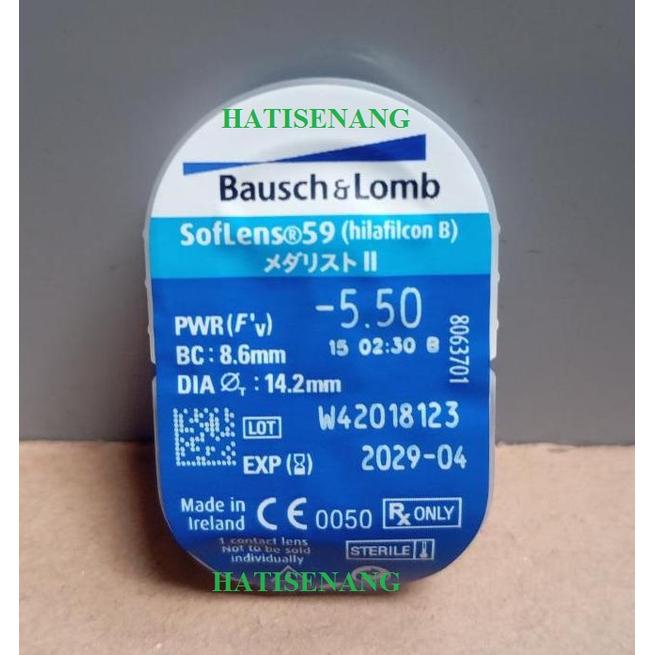 HATISENANG
Bausch & Lomb
SofLens®59 (hilafilcon B)
メダリスト II
PWR (F'v) -5.50
BC : 8.6mm 15 02:30 B
DIA ∅T : 14.2mm
8063701
LOT W42018123
EXP 2029-04
Made in
Ireland
CE 0050 Rx ONLY
1 contact lens
Not to be sold
individually
STERILE
HATISENANG